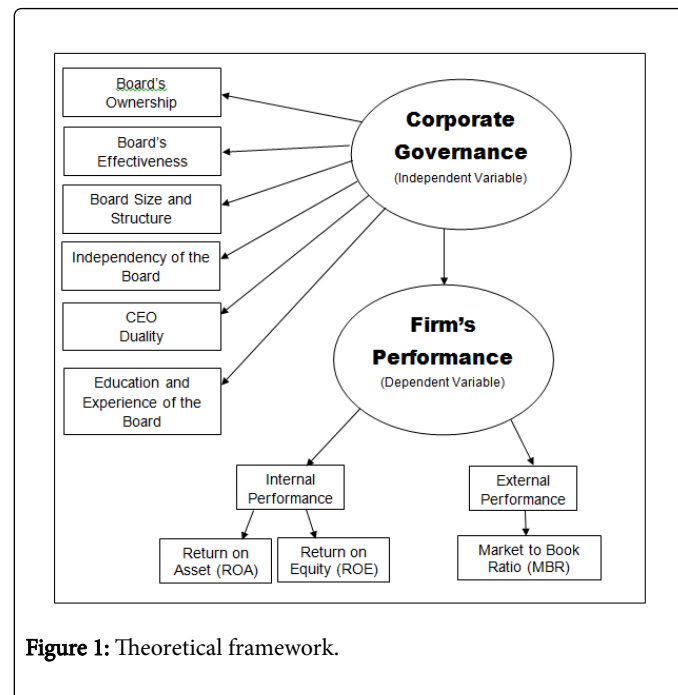 Board's
Ownership
Board's
Effectiveness
Board Size and
Structure
Independency of the
Board
CEO
Duality
Education and
Experience of the
Board
Corporate
Governance
(Independent Variable)
Firm's
Performance
(Dependent Variable)
Internal
Performance
External
Performance
Return on
Asset (ROA)
Return on
Equity (ROE)
Market to Book
Ratio (MBR)
Figure 1: Theoretical framework.